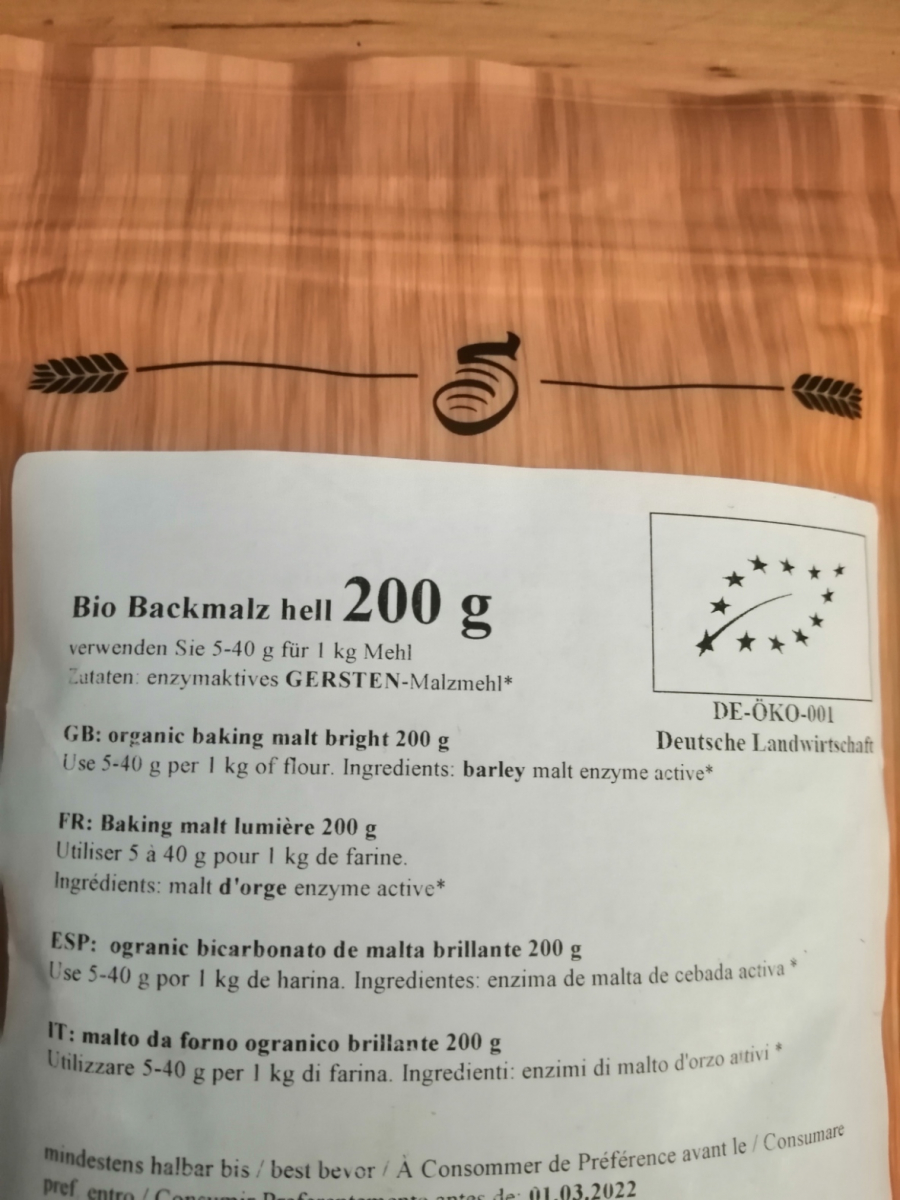 Bio Backmalz hell 200 g
verwenden Sie 5-40 g für 1 kg Mehl
Zutaten: enzymaktives GERSTEN-Malzmehl*
DE-ÖKO-001
Deutsche Landwirtschaft
GB: organic baking malt bright 200 g
Use 5-40 g per 1 kg of flour. Ingredients: barley malt enzyme active*
FR: Baking malt lumière 200 g
Utiliser 5 à 40 g pour 1 kg de farine.
Ingrédients: malt d'orge enzyme active*
ESP: ogranic bicarbonato de malta brillante 200 g
Use 5-40 g por 1 kg de harina. Ingredientes: enzima de malta de cebada activa *
IT: malto da forno ogranico brillante 200 g
Utilizzare 5-40 g per 1 kg di farina. Ingredienti: enzimi di malto d'orzo attivi *
mindestens halbar bis / best bevor / À Consommer de Préférence avant le / Consumare
pref. entro / Consumir Preferentemente antes de: 01.03.2022